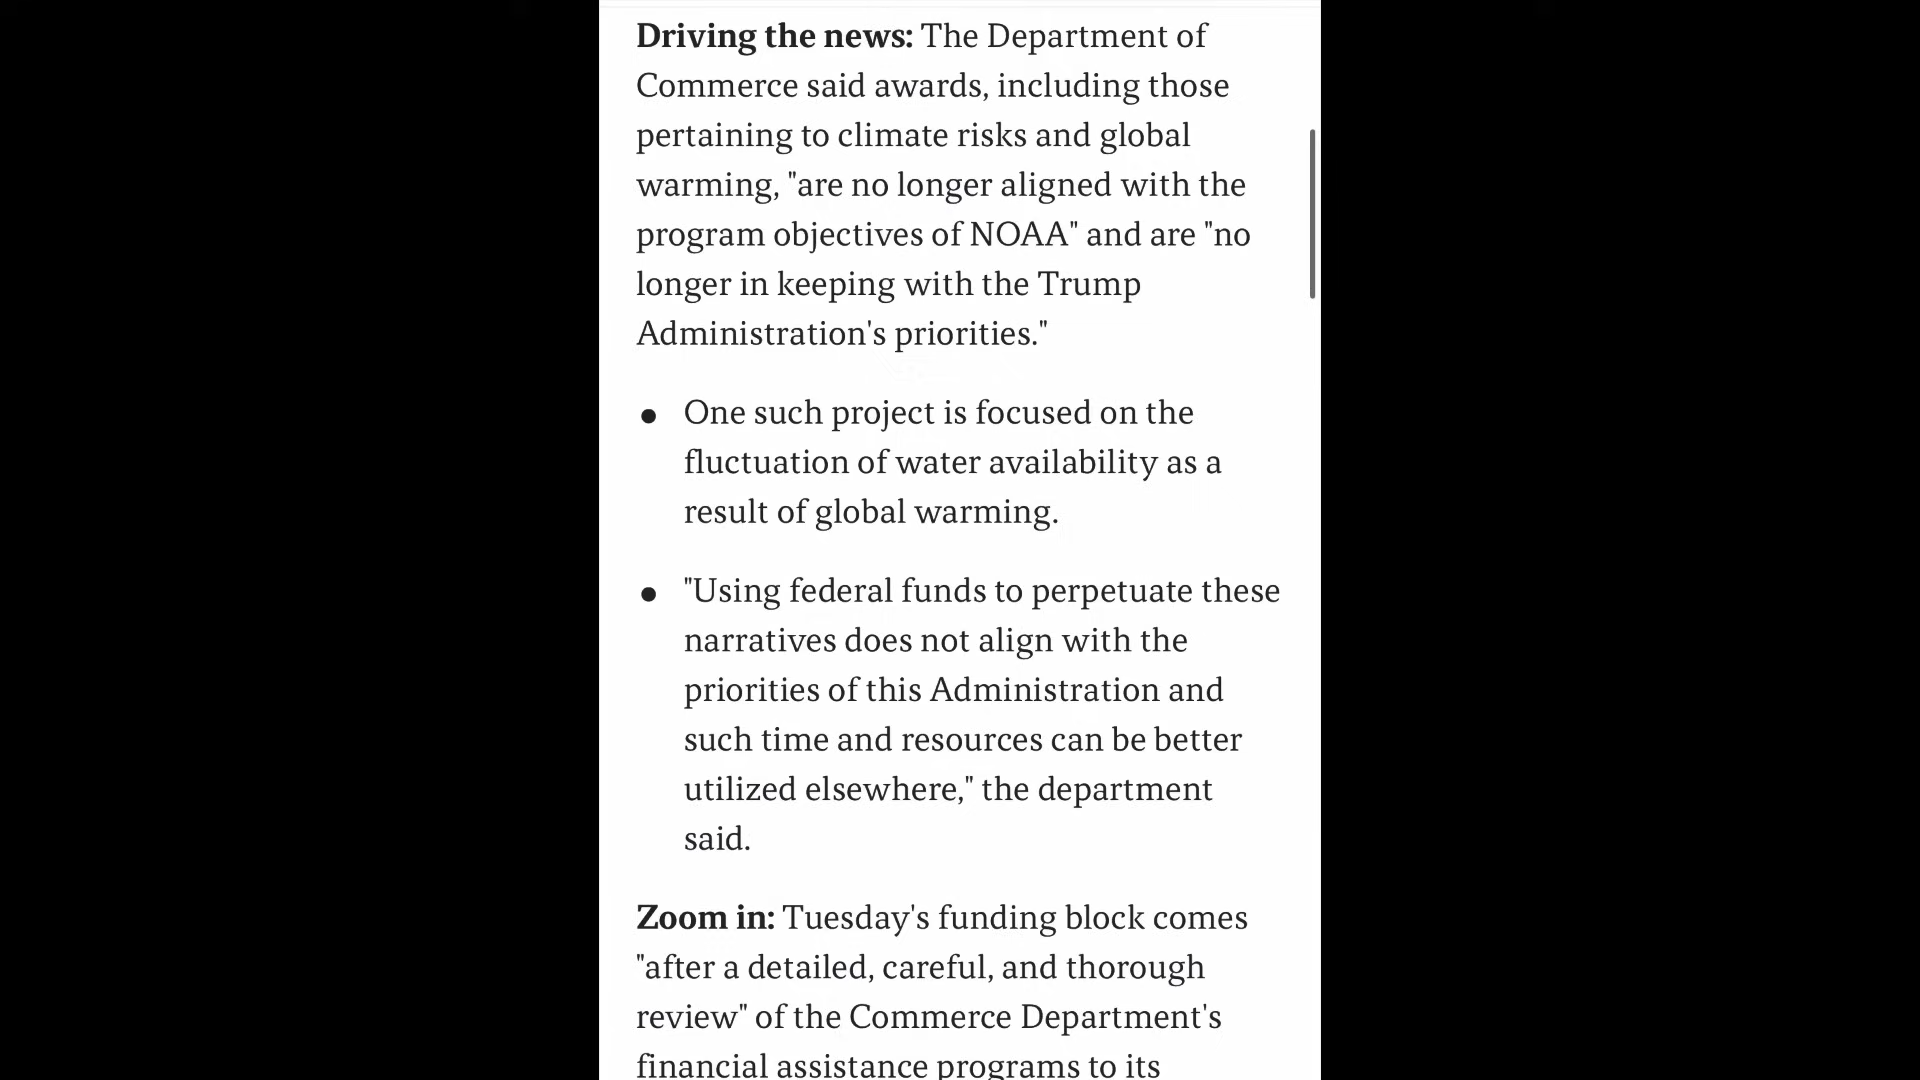 Driving the news: The Department of
Commerce said awards, including those
pertaining to climate risks and global
warming, "are no longer aligned with the
program objectives of NOAA" and are "no
longer in keeping with the Trump
Administration's priorities."
• One such project is focused on the
fluctuation of water availability as a
result of global warming.
• "Using federal funds to perpetuate these
narratives does not align with the
priorities of this Administration and
such time and resources can be better
utilized elsewhere," the department
said.
Zoom in: Tuesday's funding block comes
"after a detailed, careful, and thorough
review" of the Commerce Department's
financial assistance programs to its